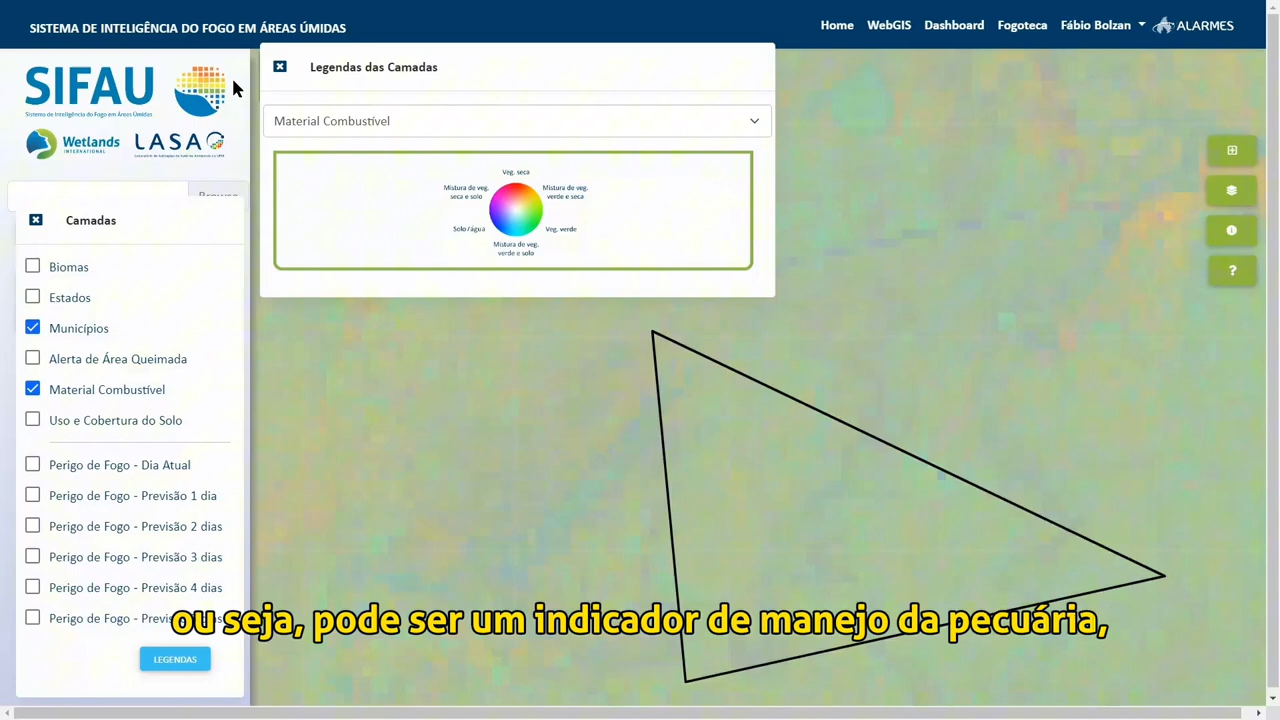 SISTEMA DE INTELIGÊNCIA DO FOGO EM ÁREAS ÚMIDAS
Home WebGIS Dashboard Fogoteca Fábio Bolzan ALARMES
SIFAU
Sistema de Inteligência do Fogo em Áreas Úmidas
Wetlands
INTERNATIONAL
LASA
Browse
Legendas das Camadas
Material Combustível
Veg. seca
Mistura de veg.
seca e solo
Mistura de veg.
verde e seca
Solo/água
Veg. verde
Mistura de veg.
verde e solo
Camadas
Biomas
Estados
Municípios
Alerta de Área Queimada
Material Combustível
Uso e Cobertura do Solo
Perigo de Fogo - Dia Atual
Perigo de Fogo - Previsão 1 dia
Perigo de Fogo - Previsão 2 dias
Perigo de Fogo - Previsão 3 dias
Perigo de Fogo - Previsão 4 dias
Perigo de Fogo - Prev
ou seja, pode ser um indicador de manejo da pecuária,
LEGENDAS